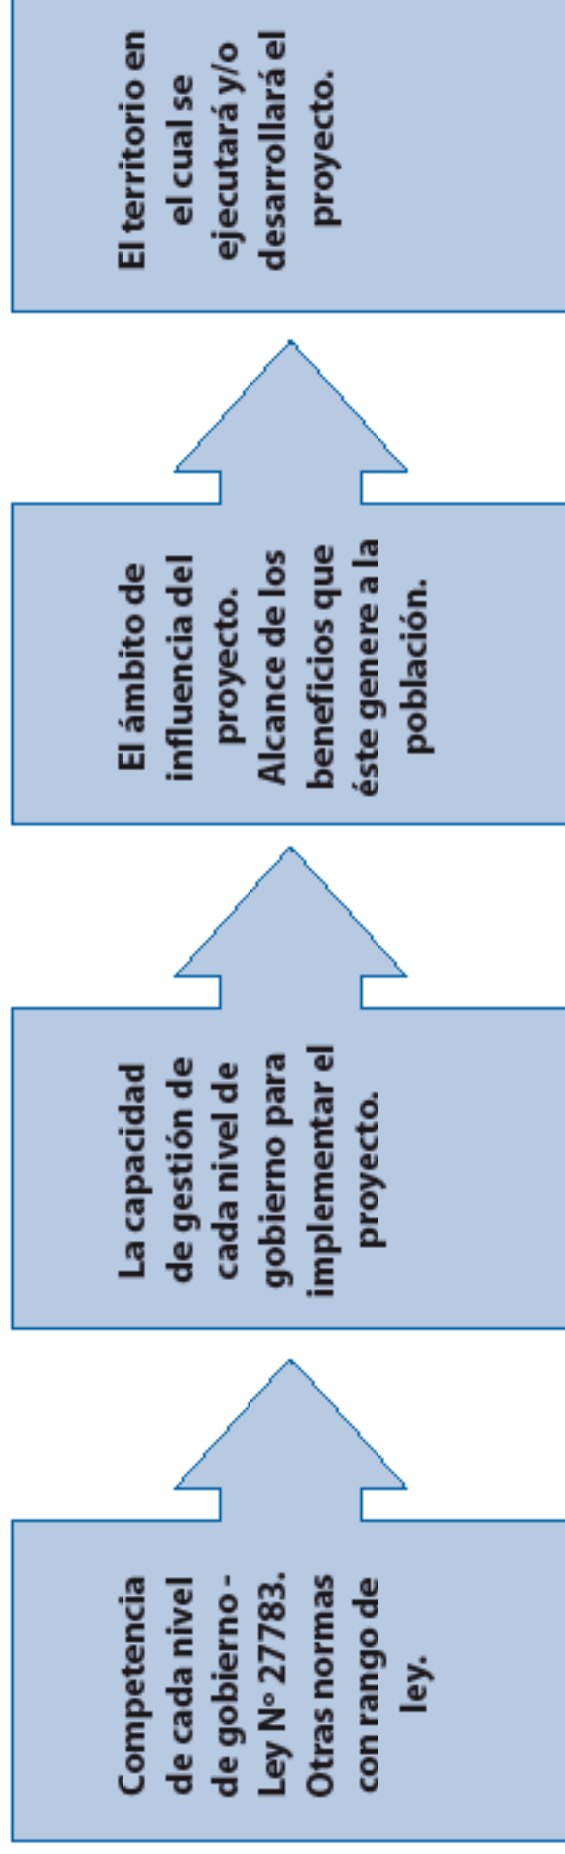 Competencia
de cada nivel
de gobierno -
Ley Nº 27783.
Otras normas
con rango de
ley.
La capacidad
de gestión de
cada nivel de
gobierno para
implementar el
proyecto.
El ámbito de
influencia del
proyecto.
Alcance de los
beneficios que
éste genere a la
población.
El territorio en
el cual se
ejecutará y/o
desarrollará el
proyecto.